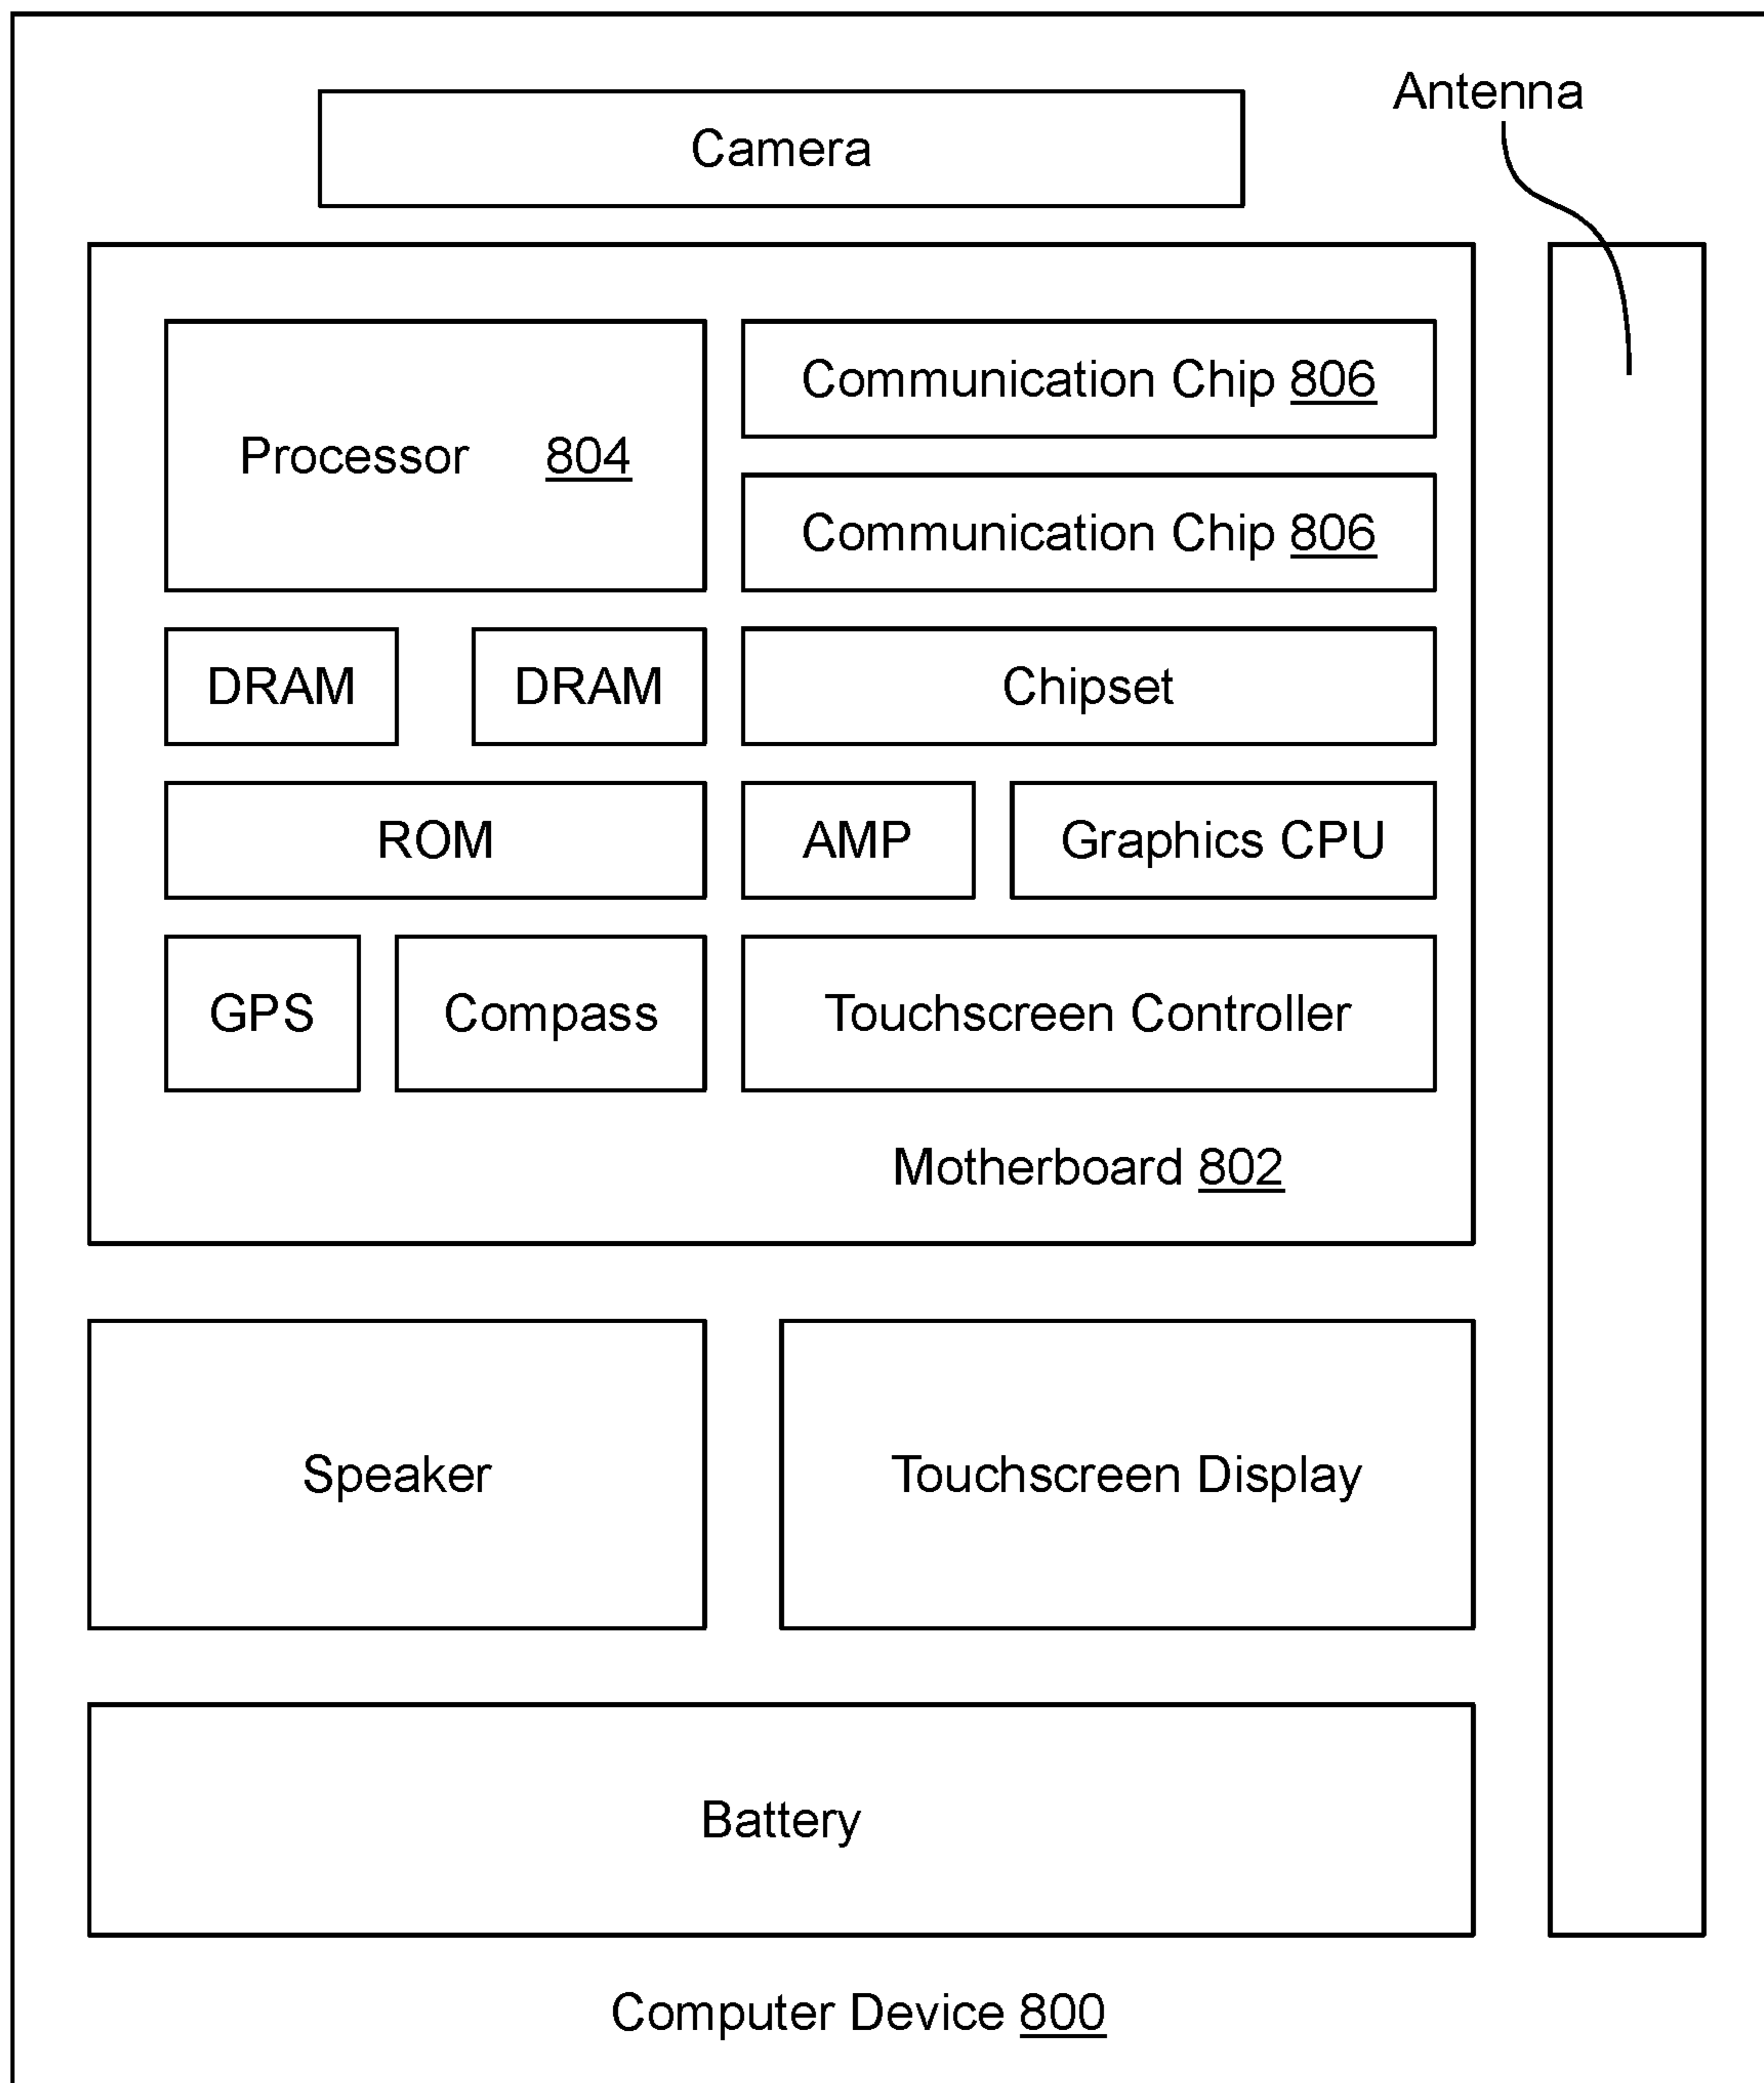 Antenna
Camera
Processor 804
Communication Chip 806
Communication Chip 806
DRAM
DRAM
Chipset
ROM
AMP
Graphics CPU
GPS
Compass
Touchscreen Controller
Motherboard 802
Speaker
Touchscreen Display
Battery
Computer Device 800